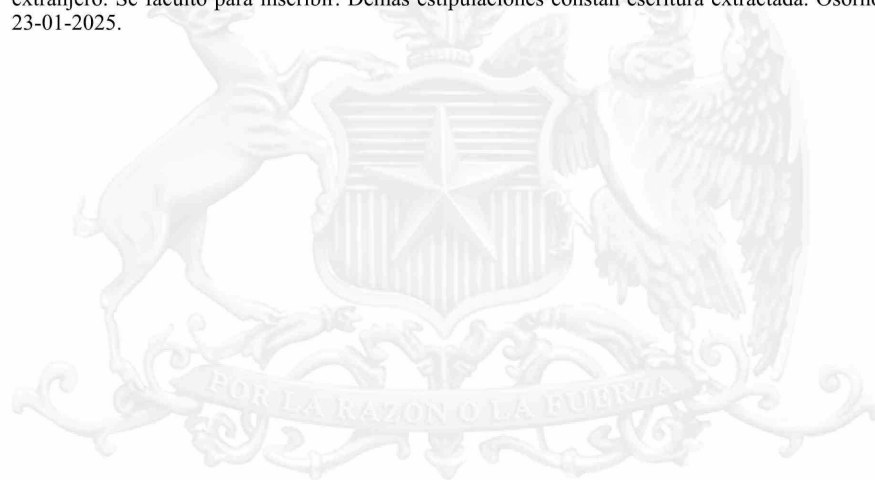 extranjero. Se facultó para inscribir. Demás estipulaciones constan escritura extractada. Osorno
23-01-2025.
POR LA RAZON O LA FUERZA